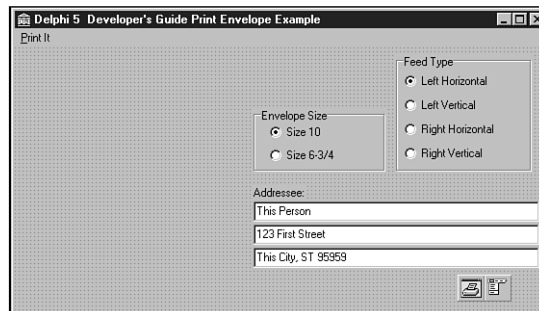 Delphi 5 Developer's Guide Print Envelope Example
Print It
Feed Type
Left Horizontal
Left Vertical
Right Horizontal
Right Vertical
Envelope Size
Size 10
Size 6-3/4
Addressee:
This Person
123 First Street
This City, ST 95959